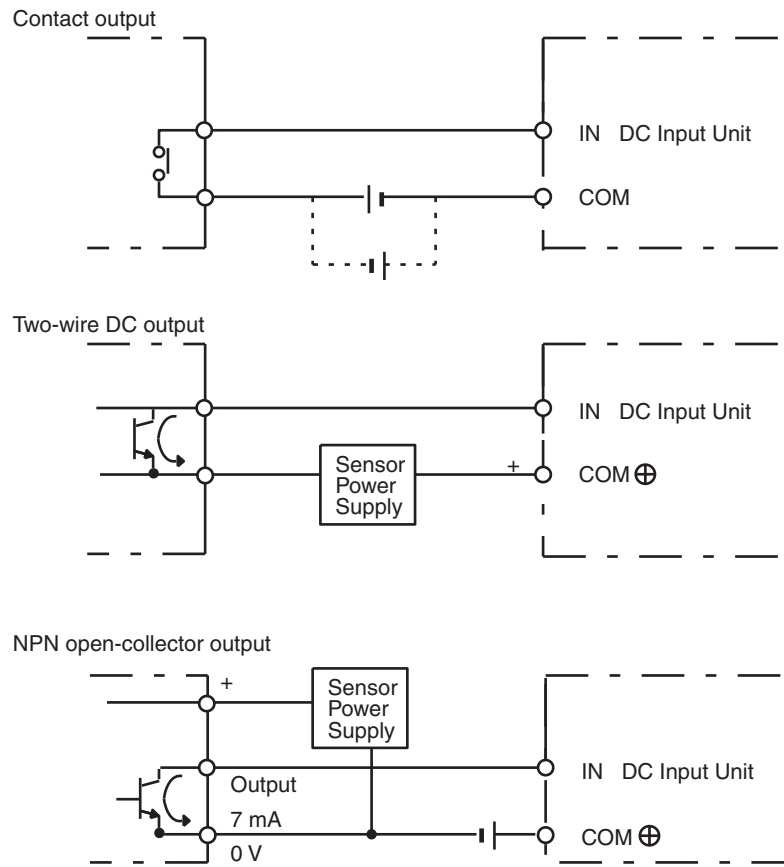 Contact output
IN DC Input Unit
COM
Two-wire DC output
IN DC Input Unit
Sensor
Power
Supply
+
COM ⊕
NPN open-collector output
+
Sensor
Power
Supply
Output
IN DC Input Unit
7 mA
COM ⊕
0 V